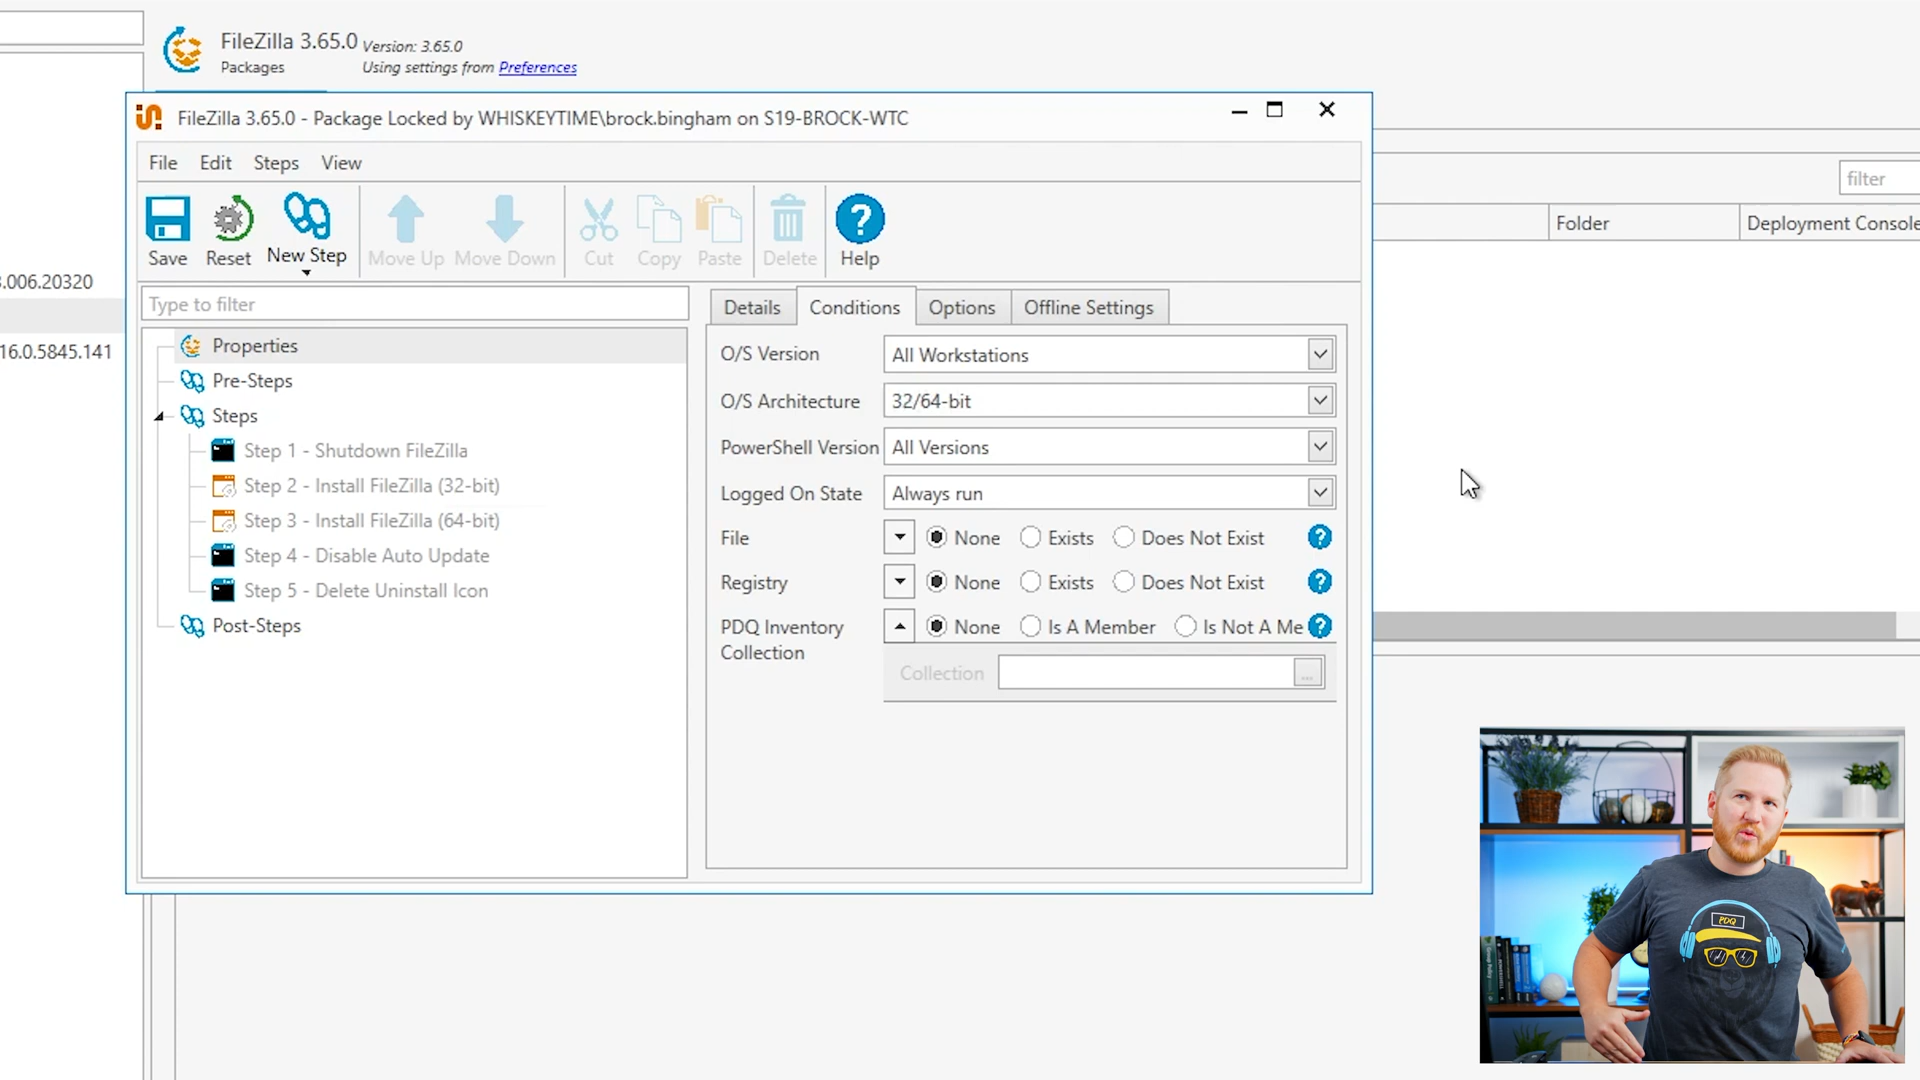 FileZilla 3.65.0 Version: 3.65.0
Packages Using settings from Preferences
FileZilla 3.65.0 - Package Locked by WHISKEYTIME\brock.bingham on S19-BROCK-WTC
File Edit Steps View
Save Reset New Step Move Up Move Down Cut Copy Paste Delete Help
filter
Folder Deployment Console
.006.20320
16.0.5845.141
Type to filter
Properties
Pre-Steps
Steps
Step 1 - Shutdown FileZilla
Step 2 - Install FileZilla (32-bit)
Step 3 - Install FileZilla (64-bit)
Step 4 - Disable Auto Update
Step 5 - Delete Uninstall Icon
Post-Steps
Details Conditions Options Offline Settings
O/S Version All Workstations
O/S Architecture 32/64-bit
PowerShell Version All Versions
Logged On State Always run
File None Exists Does Not Exist ?
Registry None Exists Does Not Exist ?
PDQ Inventory None Is A Member Is Not A Me ?
Collection
Collection ...
PDQ